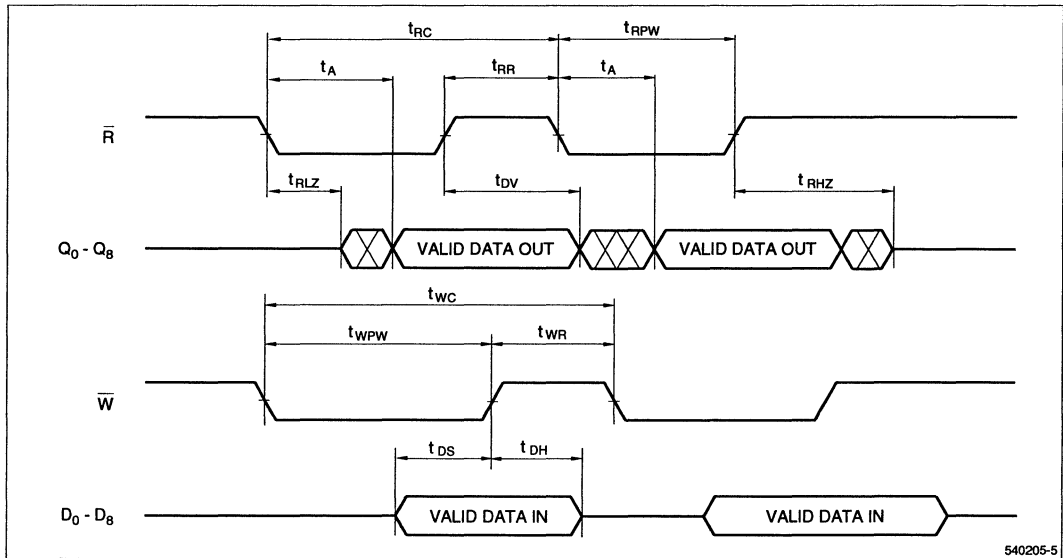 tRC tRPW
tA tRR tA
R̅
tRLZ tDV tRHZ
Q0 - Q8 VALID DATA OUT VALID DATA OUT
tWC
tWPW tWR
W̅
tDS tDH
D0 - D8 VALID DATA IN VALID DATA IN
540205-5